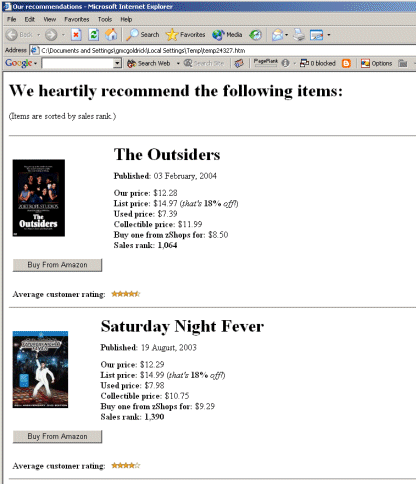 Our recommendations - Microsoft Internet Explorer
File Edit View Favorites Tools Help
Back Search Favorites Media
Address C:\Documents and Settings\gmcgoldrick\Local Settings\Temp\temp24327.htm
Google Search Web Search Site PageRank 0 blocked Options
We heartily recommend the following items:
(Items are sorted by sales rank.)
The Outsiders
Published: 03 February, 2004
Our price: $12.28
List price: $14.97 (that's 18% off!)
Used price: $7.39
Collectible price: $11.99
Buy one from zShops for: $8.50
Sales rank: 1,064
The
Outsiders
Buy From Amazon
Average customer rating:
Saturday Night Fever
Published: 19 August, 2003
Our price: $12.29
List price: $14.99 (that's 18% off!)
Used price: $7.98
Collectible price: $10.75
Buy one from zShops for: $9.29
Sales rank: 1,390
Buy From Amazon
Average customer rating: